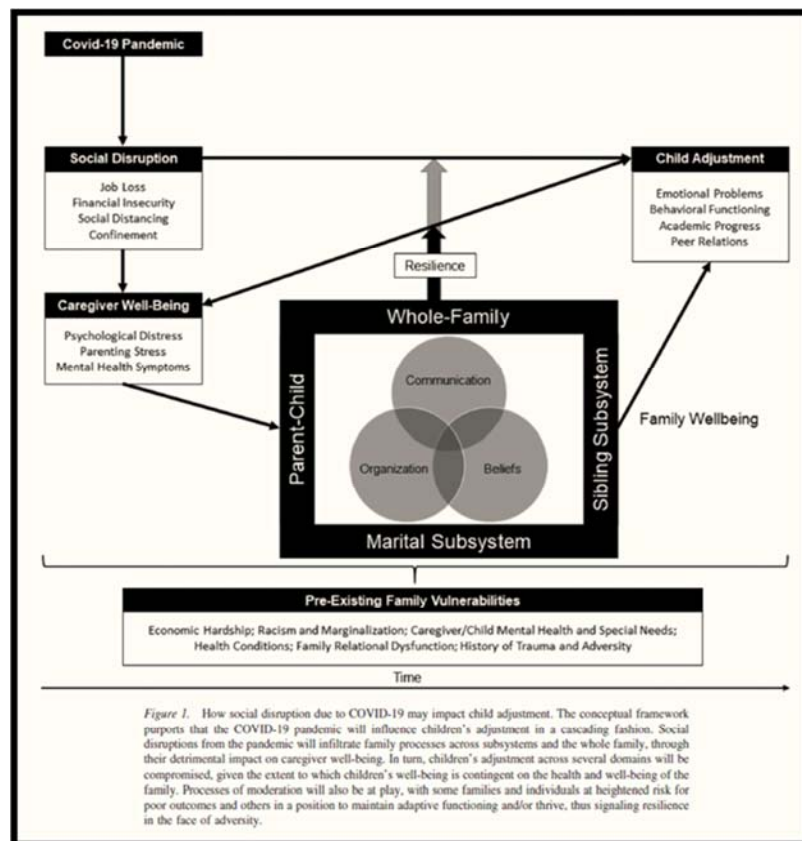 Covid-19 Pandemic
Social Disruption
Job Loss
Financial Insecurity
Social Distancing
Confinement
Child Adjustment
Emotional Problems
Behavioral Functioning
Academic Progress
Peer Relations
Resilience
Caregiver Well-Being
Psychological Distress
Parenting Stress
Mental Health Symptoms
Whole-Family
Parent-Child
Communication
Organization
Beliefs
Sibling Subsystem
Marital Subsystem
Family Wellbeing
Pre-Existing Family Vulnerabilities
Economic Hardship; Racism and Marginalization; Caregiver/Child Mental Health and Special Needs;
Health Conditions; Family Relational Dysfunction; History of Trauma and Adversity
Time
Figure 1. How social disruption due to COVID-19 may impact child adjustment. The conceptual framework
purports that the COVID-19 pandemic will influence children's adjustment in a cascading fashion. Social
disruptions from the pandemic will infiltrate family processes across subsystems and the whole family, through
their detrimental impact on caregiver well-being. In turn, children's adjustment across several domains will be
compromised, given the extent to which children's well-being is contingent on the health and well-being of the
family. Processes of moderation will also be at play, with some families and individuals at heightened risk for
poor outcomes and others in a position to maintain adaptive functioning and/or thrive, thus signaling resilience
in the face of adversity.